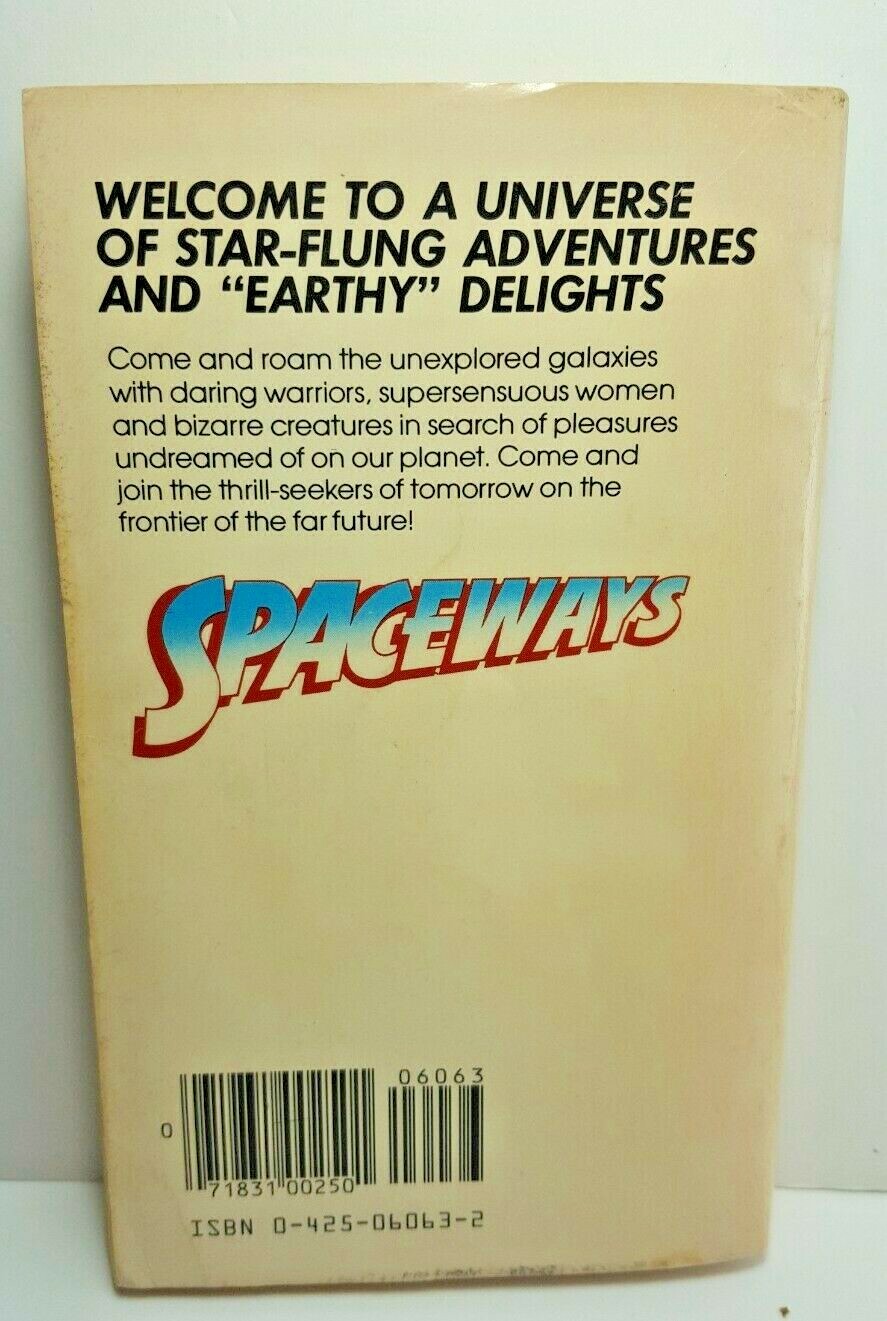 WELCOME TO A UNIVERSE
OF STAR-FLUNG ADVENTURES
AND “EARTHY” DELIGHTS
Come and roam the unexplored galaxies
with daring warriors, supersensuous women
and bizarre creatures in search of pleasures
undreamed of on our planet. Come and
join the thrill-seekers of tomorrow on the
frontier of the far future!
SPACEWAYS
06063
0
71831 00250
ISBN 0-425-06063-2